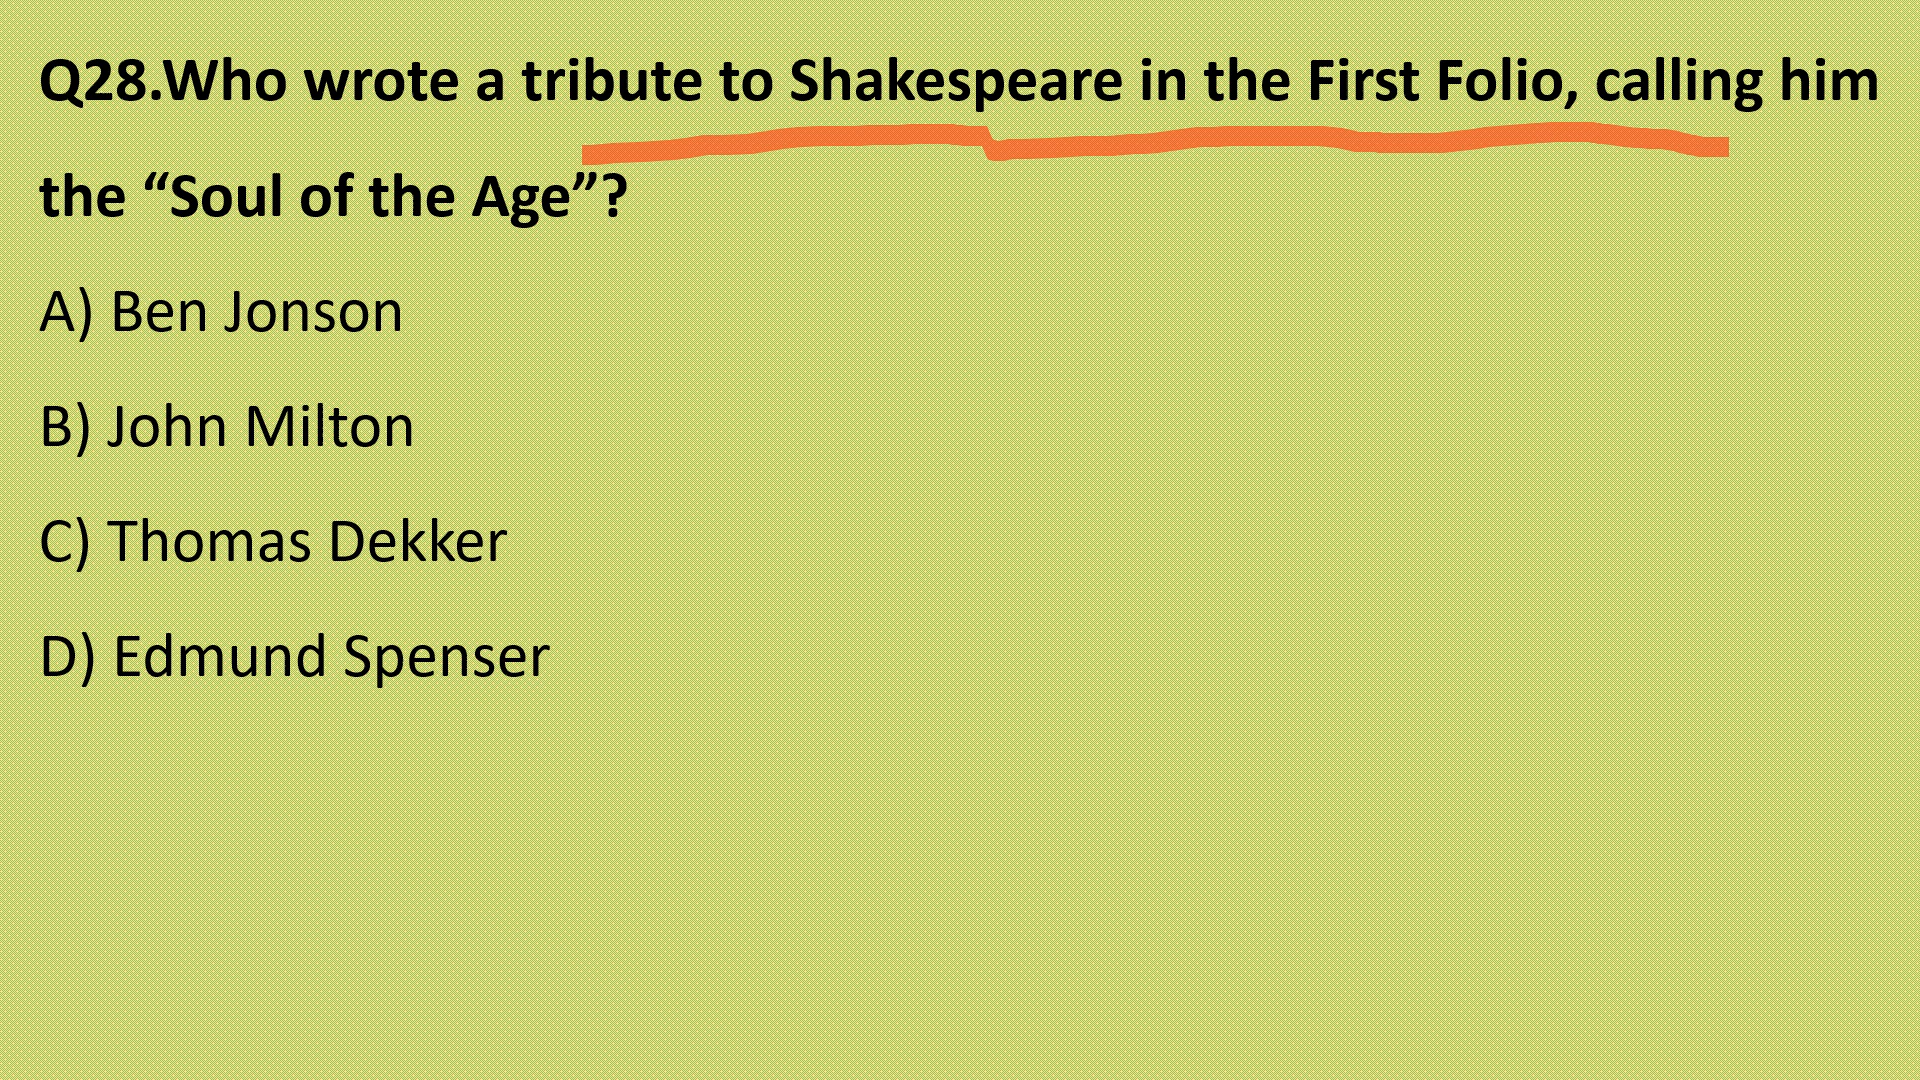 Q28.Who wrote a tribute to Shakespeare in the First Folio, calling him
the “Soul of the Age”?
A) Ben Jonson
B) John Milton
C) Thomas Dekker
D) Edmund Spenser